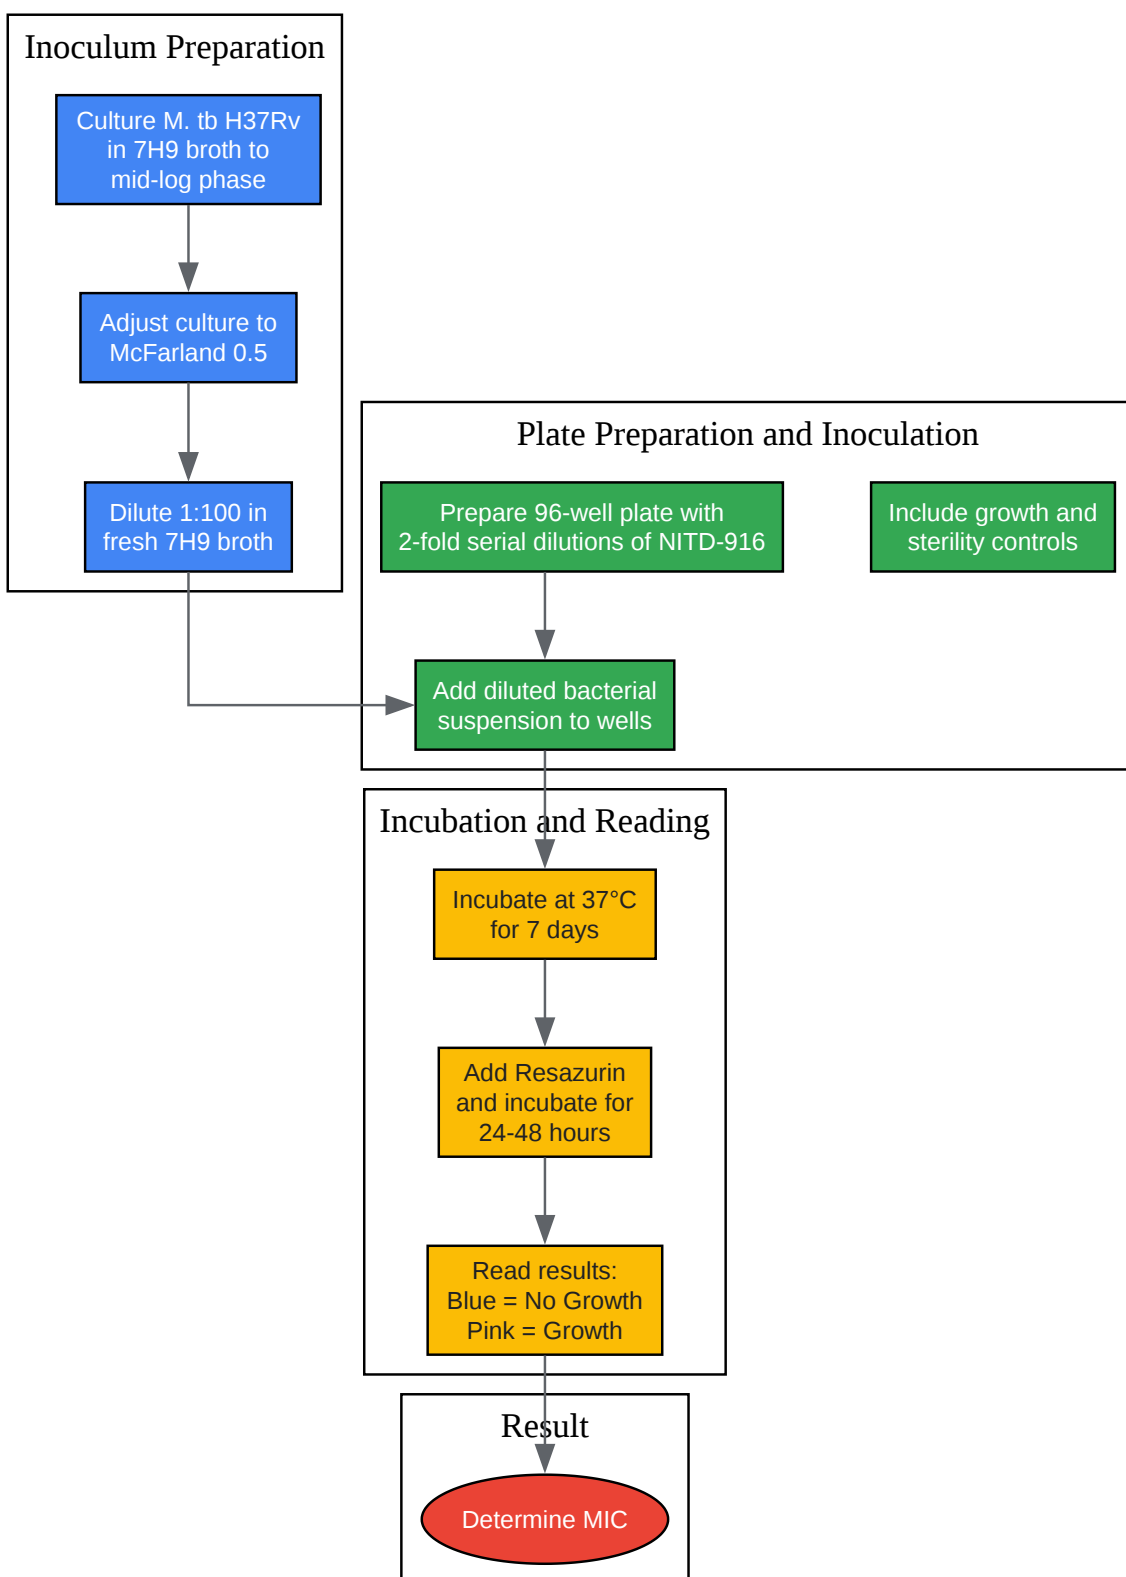 Inoculum Preparation
Culture M. tb H37Rv
in 7H9 broth to
mid-log phase
Adjust culture to
McFarland 0.5
Dilute 1:100 in
fresh 7H9 broth
Plate Preparation and Inoculation
Prepare 96-well plate with
2-fold serial dilutions of NITD-916
Include growth and
sterility controls
Add diluted bacterial
suspension to wells
Incubation and Reading
Incubate at 37°C
for 7 days
Add Resazurin
and incubate for
24-48 hours
Read results:
Blue = No Growth
Pink = Growth
Result
Determine MIC